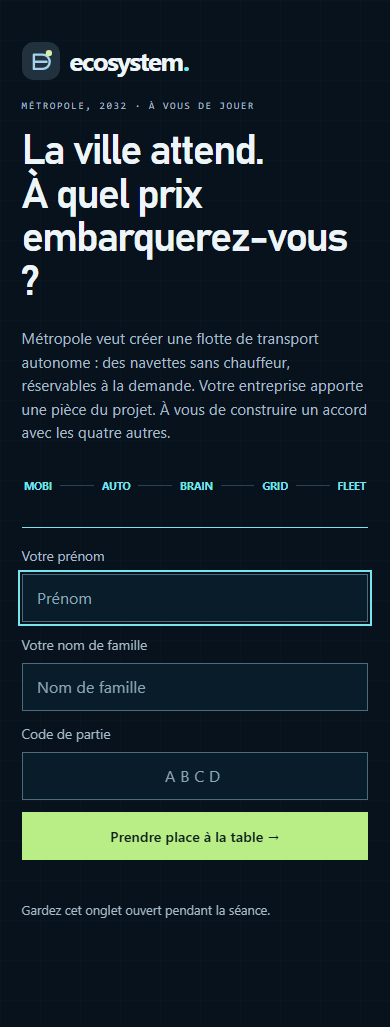 ecosystem.
MÉTROPOLE, 2032 · À VOUS DE JOUER
La ville attend.
À quel prix
embarquerez-vous
?
Métropole veut créer une flotte de transport
autonome : des navettes sans chauffeur,
réservables à la demande. Votre entreprise apporte
une pièce du projet. À vous de construire un accord
avec les quatre autres.
MOBI AUTO BRAIN GRID FLEET
Votre prénom
Prénom
Votre nom de famille
Nom de famille
Code de partie
ABCD
Prendre place à la table →
Gardez cet onglet ouvert pendant la séance.